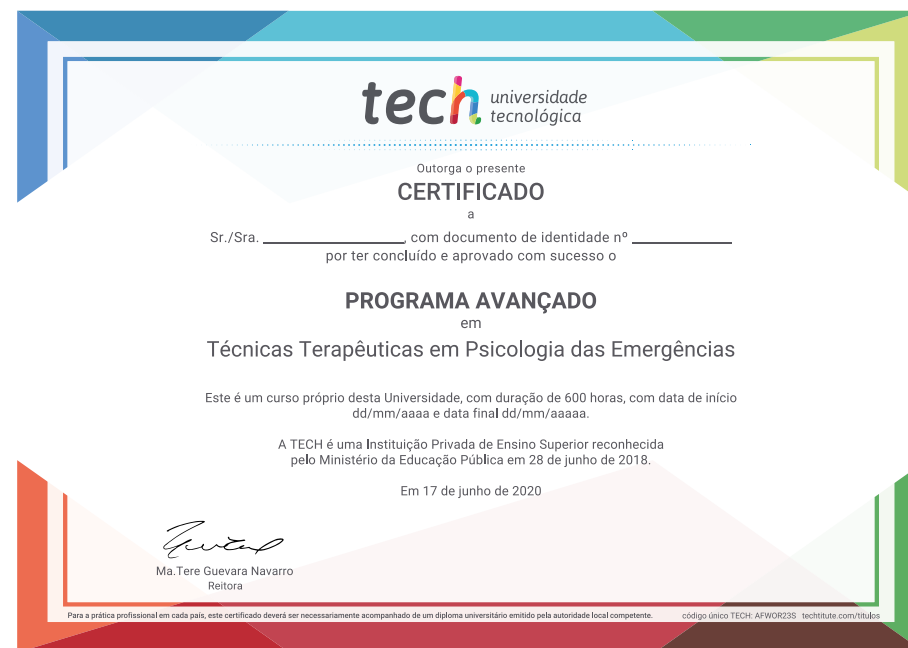 tech universidade
tecnológica
Outorga o presente
CERTIFICADO
a
Sr./Sra. ____________________, com documento de identidade nº ______________
por ter concluído e aprovado com sucesso o
PROGRAMA AVANÇADO
em
Técnicas Terapêuticas em Psicologia das Emergências
Este é um curso próprio desta Universidade, com duração de 600 horas, com data de início
dd/mm/aaaa e data final dd/mm/aaaaa.
A TECH é uma Instituição Privada de Ensino Superior reconhecida
pelo Ministério da Educação Pública em 28 de junho de 2018.
Em 17 de junho de 2020
Ma.Tere Guevara Navarro
Reitora
Para a prática profissional em cada país, este certificado deverá ser necessariamente acompanhado de um diploma universitário emitido pela autoridade local competente. código único TECH: AFWOR23S techtitute.com/titulos